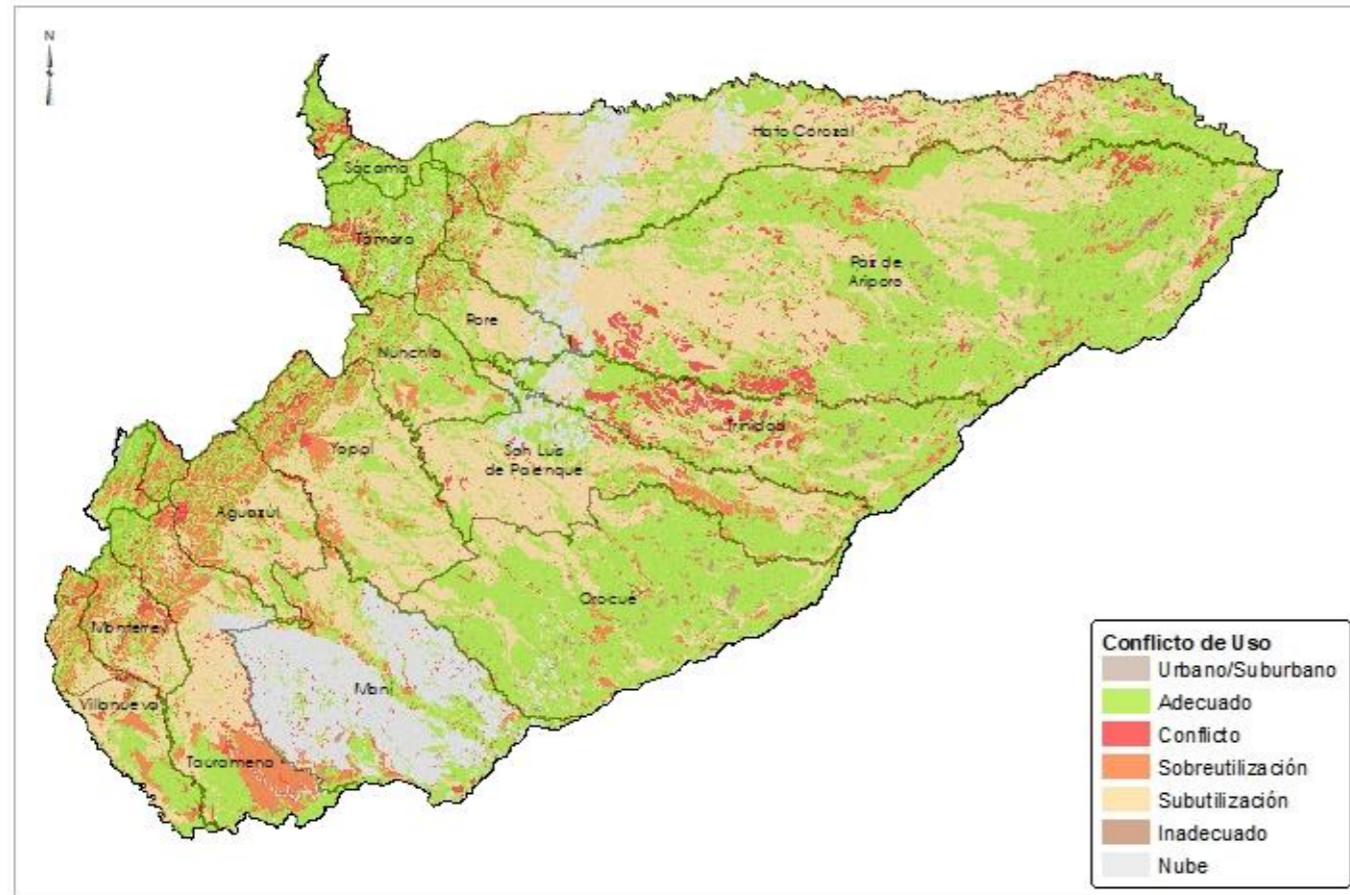 N
Hato Corozal
Sácama
Támara
Paz de
Ariporo
Pore
Nunchía
Trinidad
Yopal
San Luis
de Palenque
Aguazul
Orocué
Monterrey
Maní
Villanueva
Tauramena
Conflicto de Uso
Urbano/Suburbano
Adecuado
Conflicto
Sobreutilización
Subutilización
Inadecuado
Nube